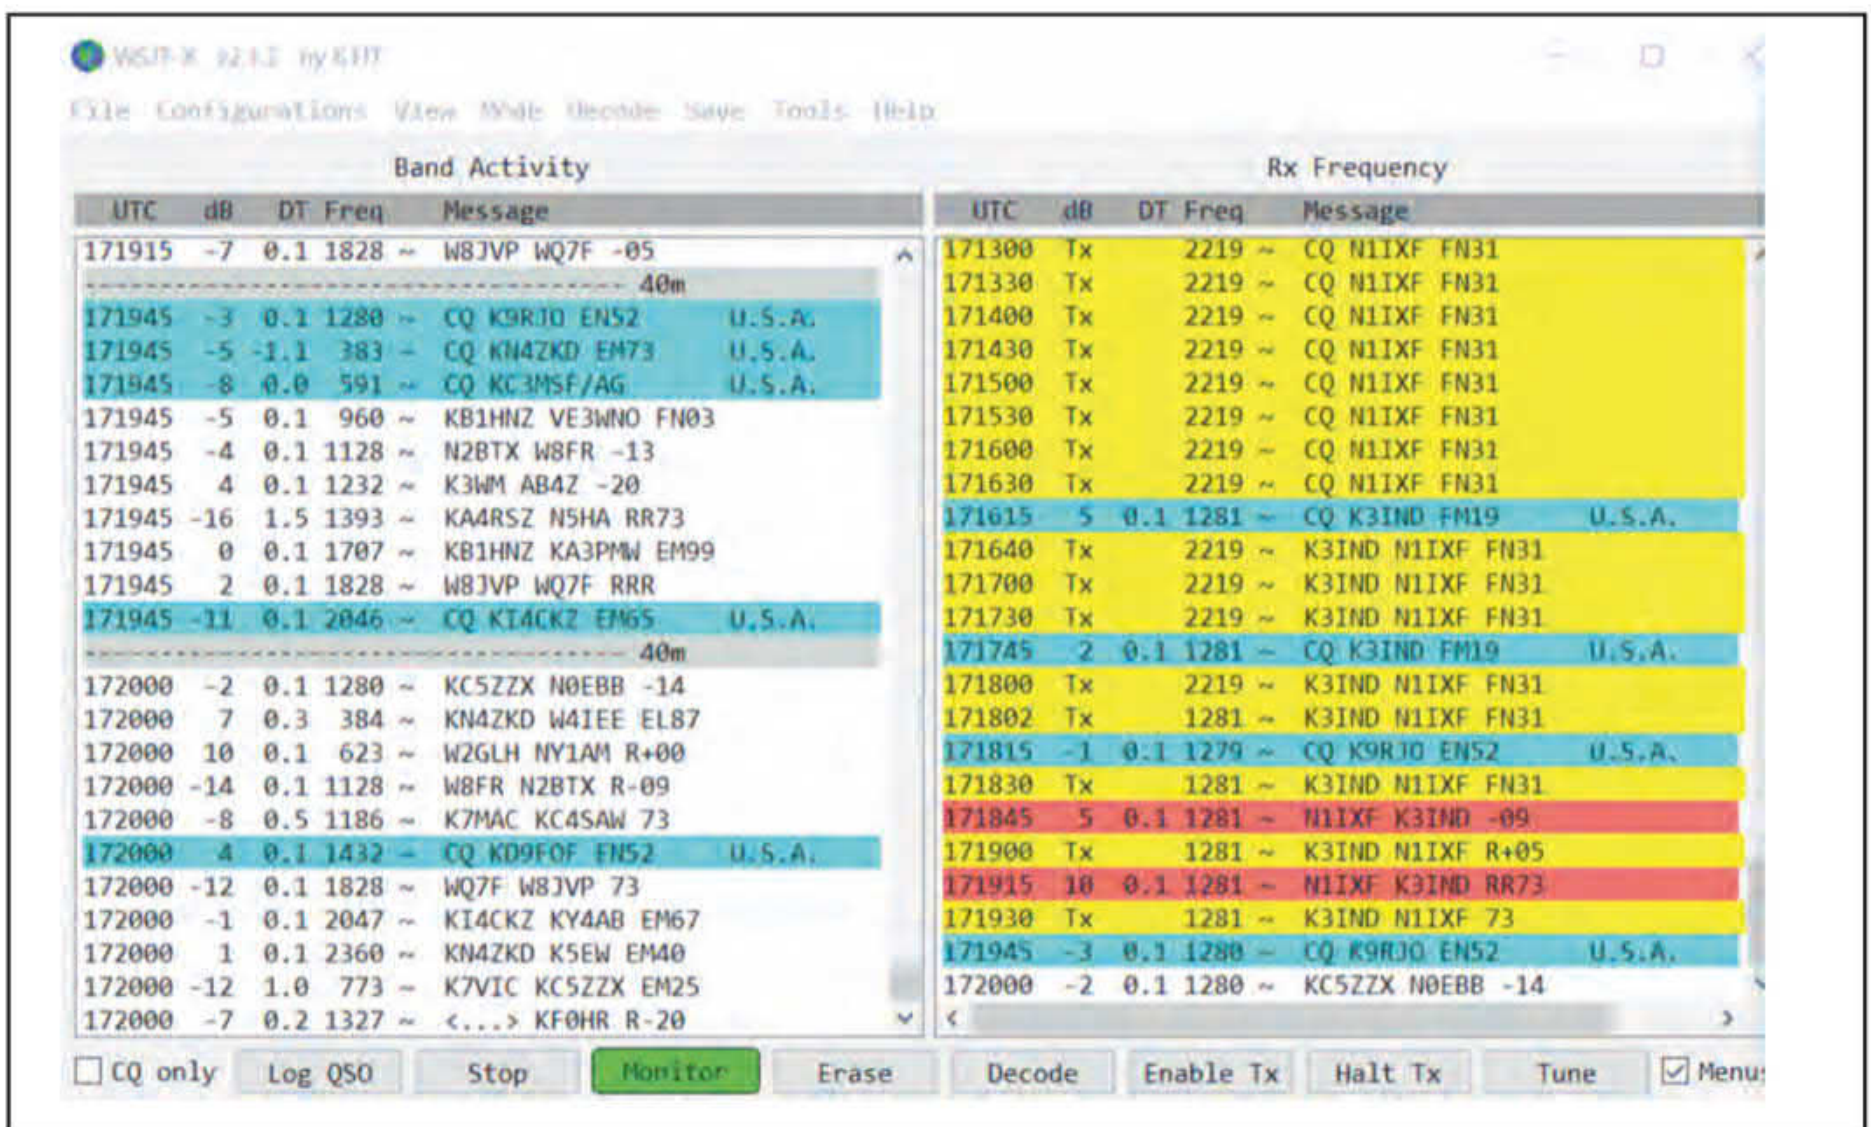 WSJT-X v2.1.2 by K1JT
File Configurations View Mode Decode Save Tools Help
Band Activity
UTC dB DT Freq Message
171915 -7 0.1 1828 ~ W8JVP WQ7F -05
------------------------------------ 40m
171945 -3 0.1 1280 ~ CQ K9RJO EN52 U.S.A.
171945 -5 -1.1 383 ~ CQ KN4ZKD EM73 U.S.A.
171945 -8 0.0 591 ~ CQ KC3MSF/AG U.S.A.
171945 -5 0.1 960 ~ KB1HNZ VE3WNO FN03
171945 -4 0.1 1128 ~ N2BTX W8FR -13
171945 4 0.1 1232 ~ K3WM AB4Z -20
171945 -16 1.5 1393 ~ KA4RSZ N5HA RR73
171945 0 0.1 1707 ~ KB1HNZ KA3PMW EM99
171945 2 0.1 1828 ~ W8JVP WQ7F RRR
171945 -11 0.1 2046 ~ CQ KI4CKZ EM65 U.S.A.
------------------------------------ 40m
172000 -2 0.1 1280 ~ KC5ZZX N0EBB -14
172000 7 0.3 384 ~ KN4ZKD W4IEE EL87
172000 10 0.1 623 ~ W2GLH NY1AM R+00
172000 -14 0.1 1128 ~ W8FR N2BTX R-09
172000 -8 0.5 1186 ~ K7MAC KC4SAW 73
172000 4 0.1 1432 ~ CQ KD9FOF EN52 U.S.A.
172000 -12 0.1 1828 ~ WQ7F W8JVP 73
172000 -1 0.1 2047 ~ KI4CKZ KY4AB EM67
172000 1 0.1 2360 ~ KN4ZKD K5EW EM40
172000 -12 1.0 773 ~ K7VIC KC5ZZX EM25
172000 -7 0.2 1327 ~ <...> KF0HR R-20
Rx Frequency
UTC dB DT Freq Message
171300 Tx 2219 ~ CQ N1IXF FN31
171330 Tx 2219 ~ CQ N1IXF FN31
171400 Tx 2219 ~ CQ N1IXF FN31
171430 Tx 2219 ~ CQ N1IXF FN31
171500 Tx 2219 ~ CQ N1IXF FN31
171530 Tx 2219 ~ CQ N1IXF FN31
171600 Tx 2219 ~ CQ N1IXF FN31
171630 Tx 2219 ~ CQ N1IXF FN31
171615 5 0.1 1281 ~ CQ K3IND FM19 U.S.A.
171640 Tx 2219 ~ K3IND N1IXF FN31
171700 Tx 2219 ~ K3IND N1IXF FN31
171730 Tx 2219 ~ K3IND N1IXF FN31
171745 2 0.1 1281 ~ CQ K3IND FM19 U.S.A.
171800 Tx 2219 ~ K3IND N1IXF FN31
171802 Tx 1281 ~ K3IND N1IXF FN31
171815 -1 0.1 1279 ~ CQ K9RJO EN52 U.S.A.
171830 Tx 1281 ~ K3IND N1IXF FN31
171845 5 0.1 1281 ~ N1IXF K3IND -09
171900 Tx 1281 ~ K3IND N1IXF R+05
171915 10 0.1 1281 ~ N1IXF K3IND RR73
171930 Tx 1281 ~ K3IND N1IXF 73
171945 -3 0.1 1280 ~ CQ K9RJO EN52 U.S.A.
172000 -2 0.1 1280 ~ KC5ZZX N0EBB -14
CQ only Log QSO Stop Monitor Erase Decode Enable Tx Halt Tx Tune Menus